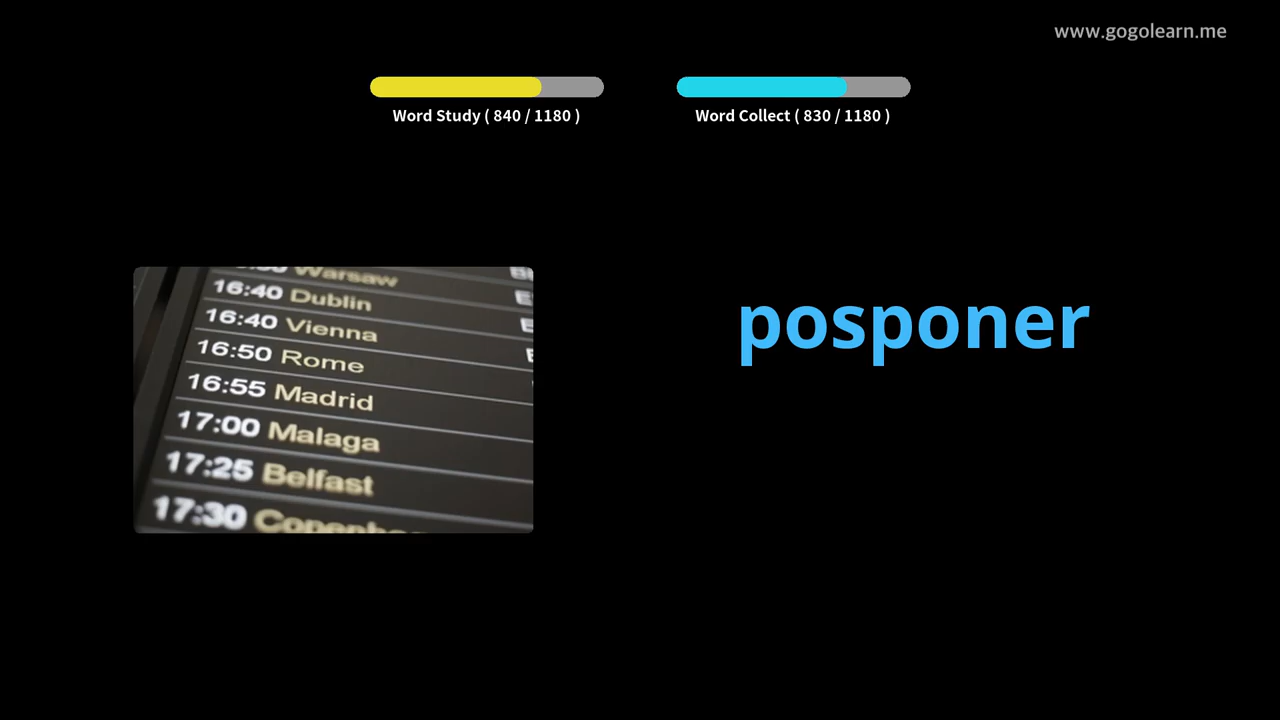 www.gogolearn.me
Word Study ( 840 / 1180 )
Word Collect ( 830 / 1180 )
Warsaw
16:40 Dublin
16:40 Vienna
16:50 Rome
16:55 Madrid
17:00 Malaga
17:25 Belfast
17:30
posponer